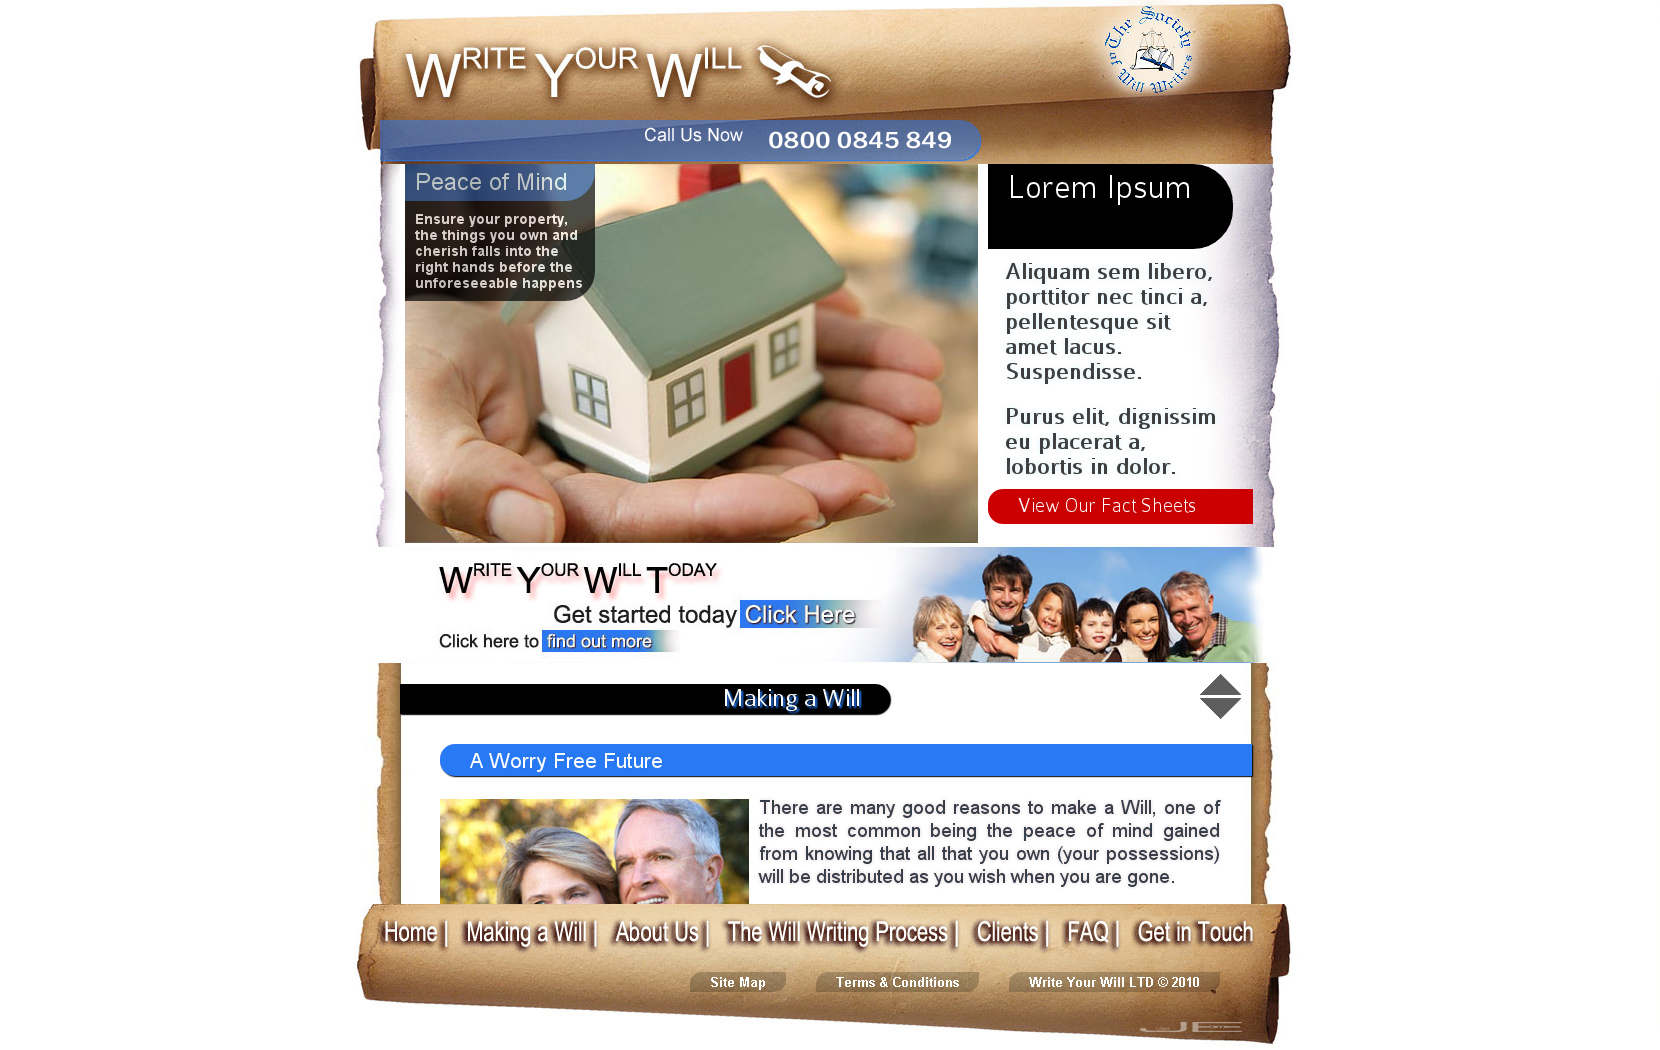 WRITE YOUR WILL
The Society of Will Writers
Call Us Now 0800 0845 849
Peace of Mind
Ensure your property,
the things you own and
cherish falls into the
right hands before the
unforeseeable happens
Lorem Ipsum
Aliquam sem libero,
porttitor nec tinci a,
pellentesque sit
amet lacus.
Suspendisse.
Purus elit, dignissim
eu placerat a,
lobortis in dolor.
View Our Fact Sheets
WRITE YOUR WILL TODAY
Get started today Click Here
Click here to find out more
Making a Will
A Worry Free Future
There are many good reasons to make a Will, one of
the most common being the peace of mind gained
from knowing that all that you own (your possessions)
will be distributed as you wish when you are gone.
Home | Making a Will | About Us | The Will Writing Process | Clients | FAQ | Get in Touch
Site Map Terms & Conditions Write Your Will LTD © 2010